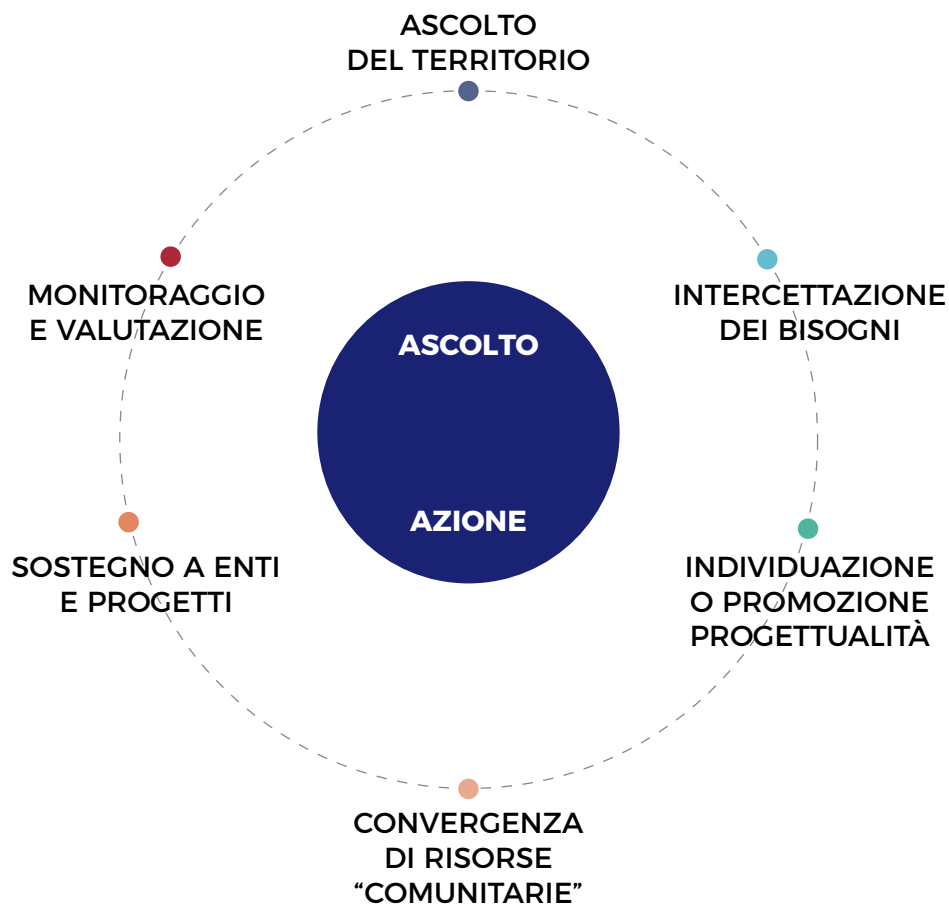 ASCOLTO
DEL TERRITORIO
MONITORAGGIO
E VALUTAZIONE
INTERCETTAZIONE
DEI BISOGNI
ASCOLTO
AZIONE
SOSTEGNO A ENTI
E PROGETTI
INDIVIDUAZIONE
O PROMOZIONE
PROGETTUALITÀ
CONVERGENZA
DI RISORSE
“COMUNITARIE”